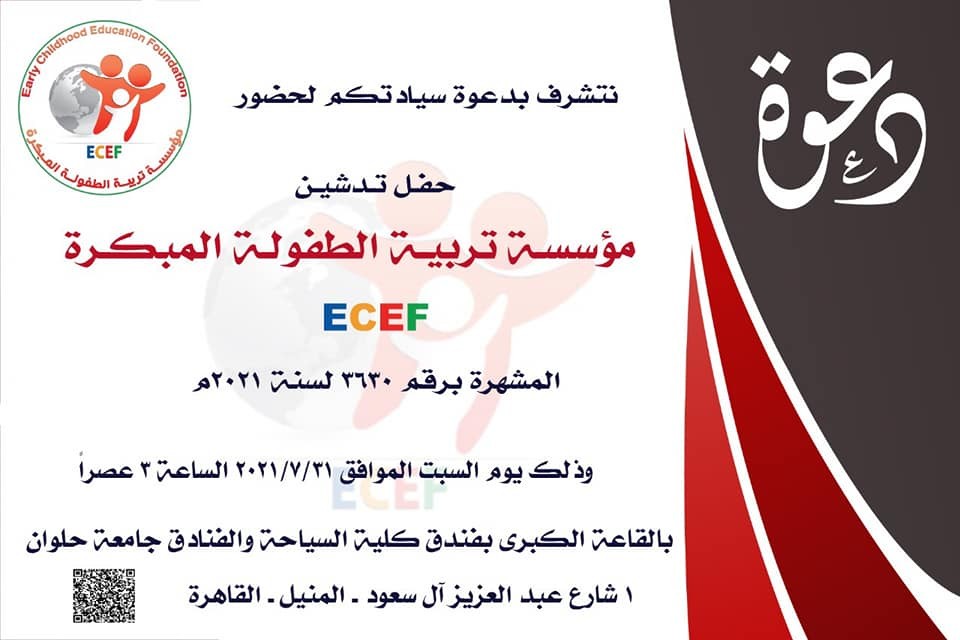 دعوة
Early Childhood Education Foundation
ECEF
مؤسسة تربية الطفولة المبكرة
نتشرف بدعوة سيادتكم لحضور
حفل تدشين
مؤسسة تربية الطفولة المبكرة
ECEF
المشهرة برقم ٣٦٣٠ لسنة ٢٠٢١م
وذلك يوم السبت الموافق ٢٠٢١/٧/٣١ الساعة ٣ عصراً
ECEF
بالقاعة الكبرى بفندق كلية السياحة والفنادق جامعة حلوان
١ شارع عبد العزيز آل سعود - المنيل - القاهرة